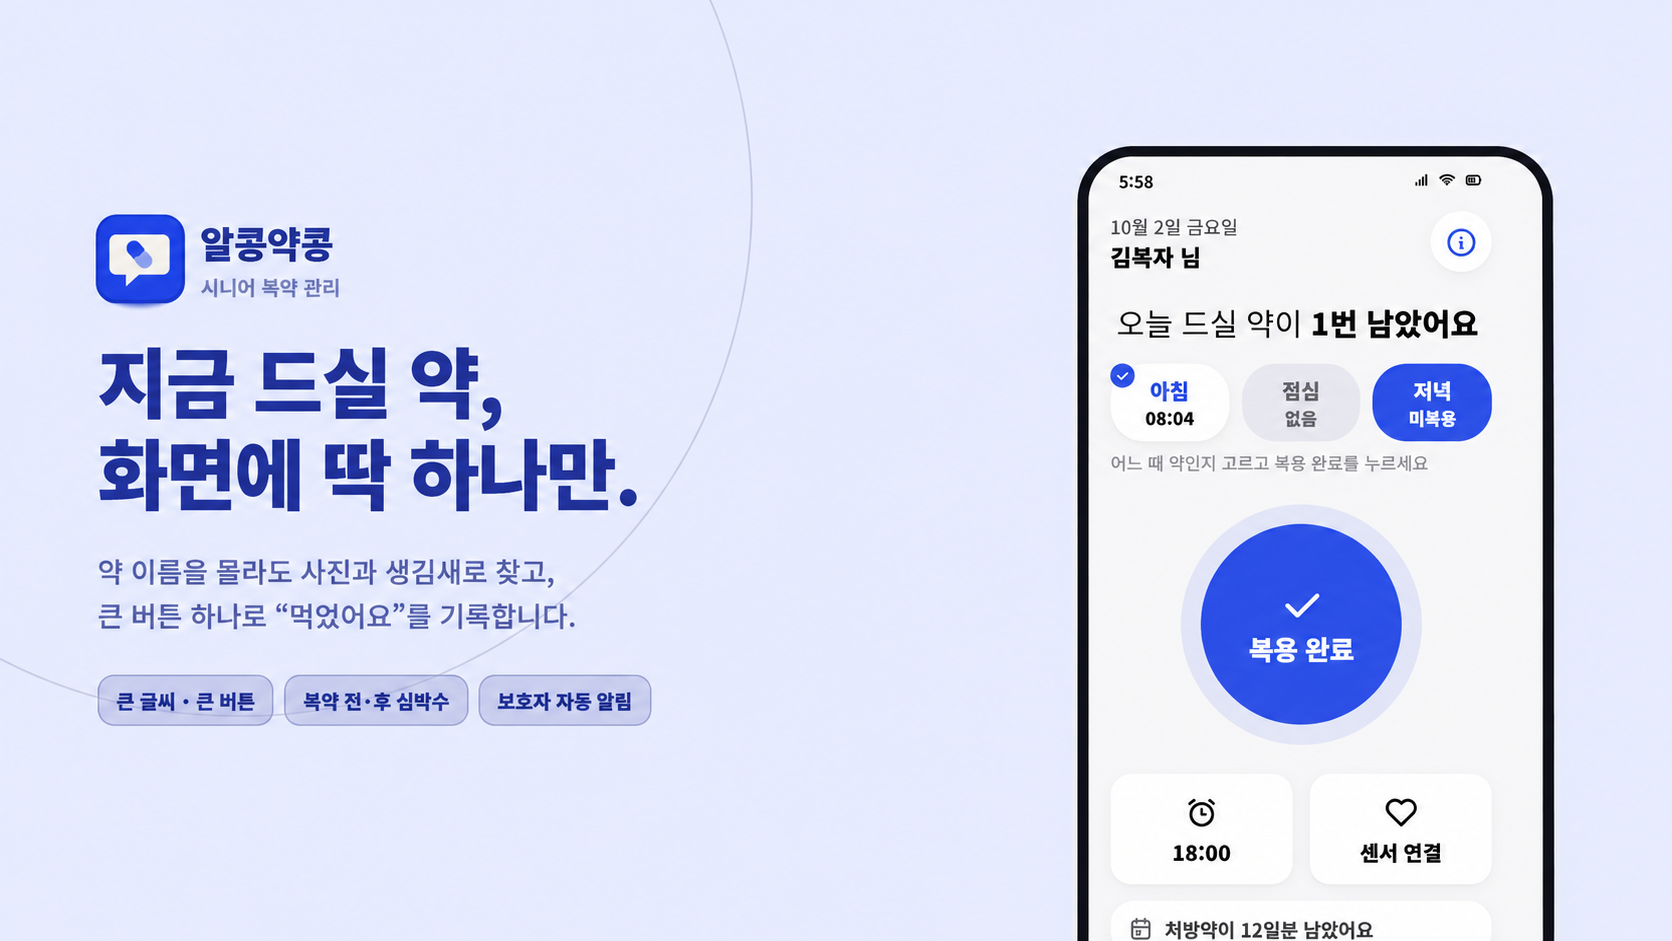 알콩약콩
시니어 복약 관리
지금 드실 약,
화면에 딱 하나만.
약 이름을 몰라도 사진과 생김새로 찾고,
큰 버튼 하나로 “먹었어요”를 기록합니다.
큰 글씨 · 큰 버튼
복약 전·후 심박수
보호자 자동 알림
5:58
10월 2일 금요일
김복자 님
오늘 드실 약이 1번 남았어요
아침
08:04
점심
없음
저녁
미복용
어느 때 약인지 고르고 복용 완료를 누르세요
복용 완료
18:00
센서 연결
처방약이 12일분 남았어요